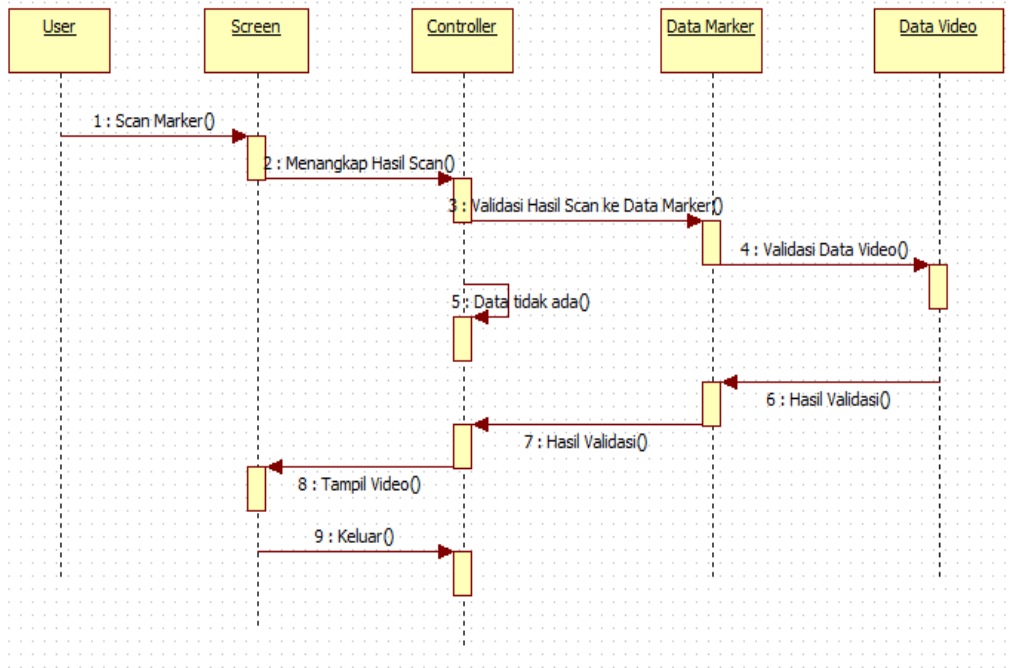 User
Screen
Controller
Data Marker
Data Video
1 : Scan Marker()
2 : Menangkap Hasil Scan()
3 : Validasi Hasil Scan ke Data Marker()
4 : Validasi Data Video()
5 : Data tidak ada()
6 : Hasil Validasi()
7 : Hasil Validasi()
8 : Tampil Video()
9 : Keluar()